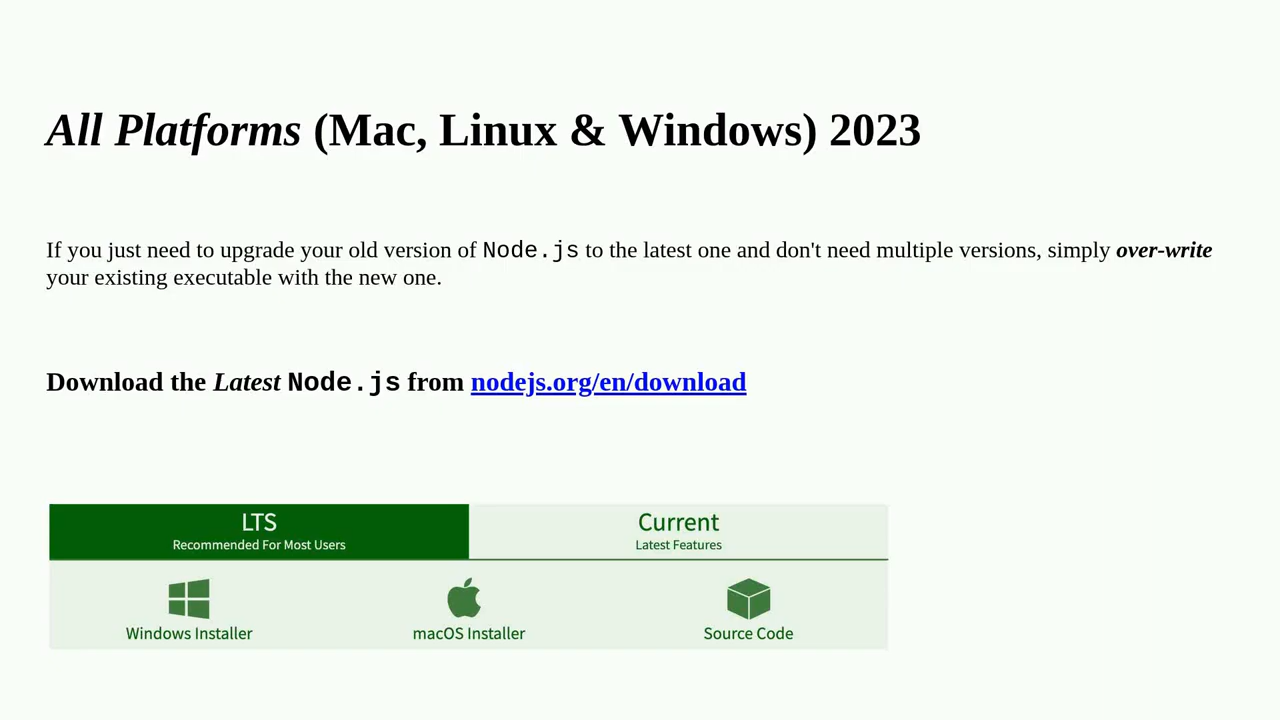 All Platforms (Mac, Linux & Windows) 2023
If you just need to upgrade your old version of Node.js to the latest one and don't need multiple versions, simply over-write
your existing executable with the new one.
Download the Latest Node.js from nodejs.org/en/download
LTS
Recommended For Most Users
Current
Latest Features
Windows Installer
macOS Installer
Source Code